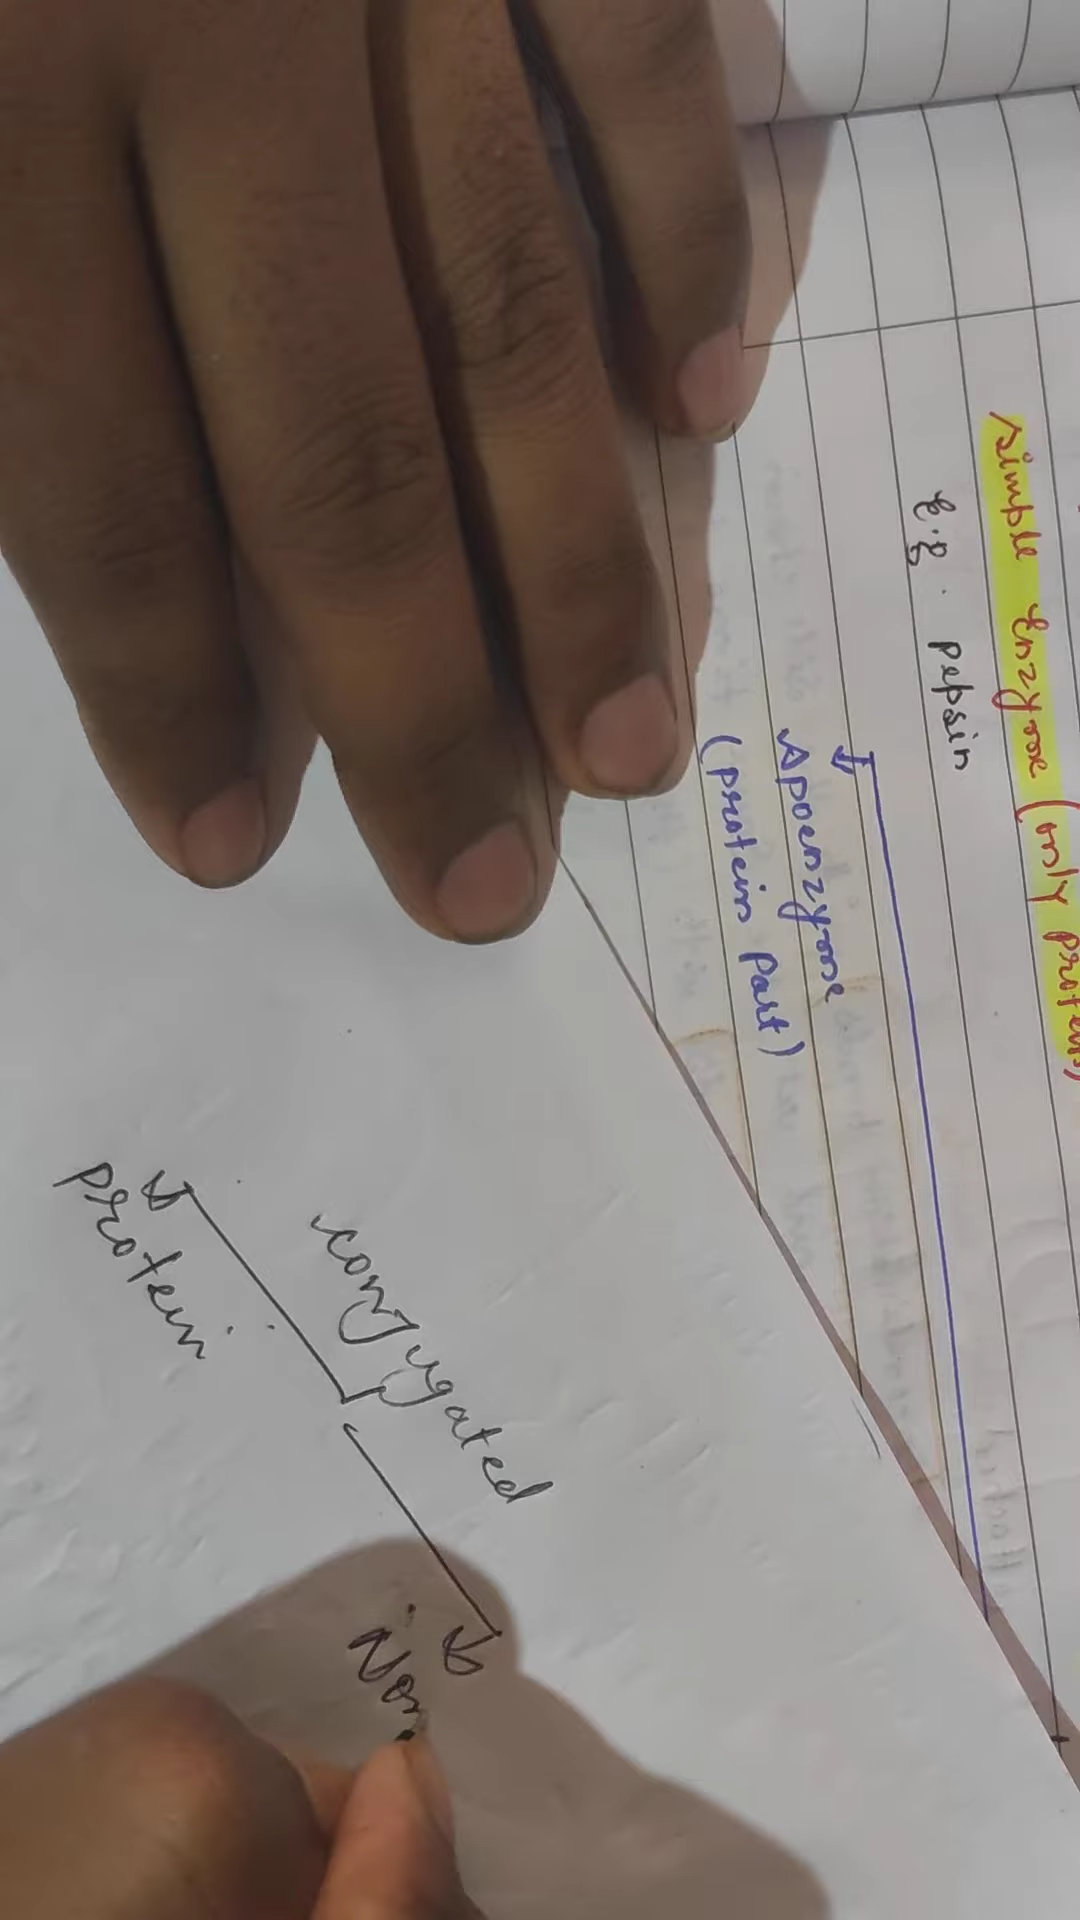 simple Enzyme (only protein)
E.g. pepsin
Apoenzyme
(protein part)
conjugated
protein
Non